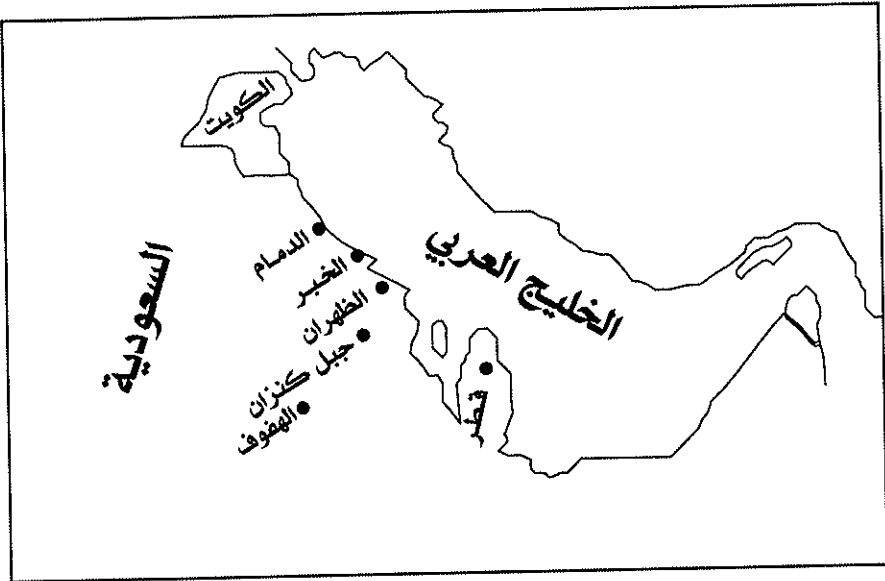 الكويت
السعودية
الدمام
الخبر
الظهران
جبل كنزان
الهفوف
الخليج العربي
قطر